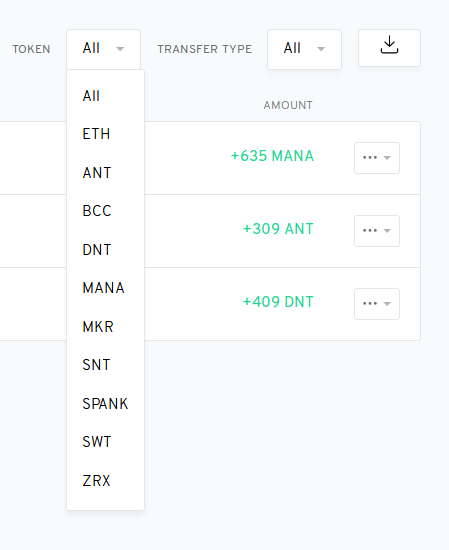 TOKEN All TRANSFER TYPE All
All
AMOUNT
ETH
+635 MANA
ANT
BCC
+309 ANT
DNT
MANA
+409 DNT
MKR
SNT
SPANK
SWT
ZRX